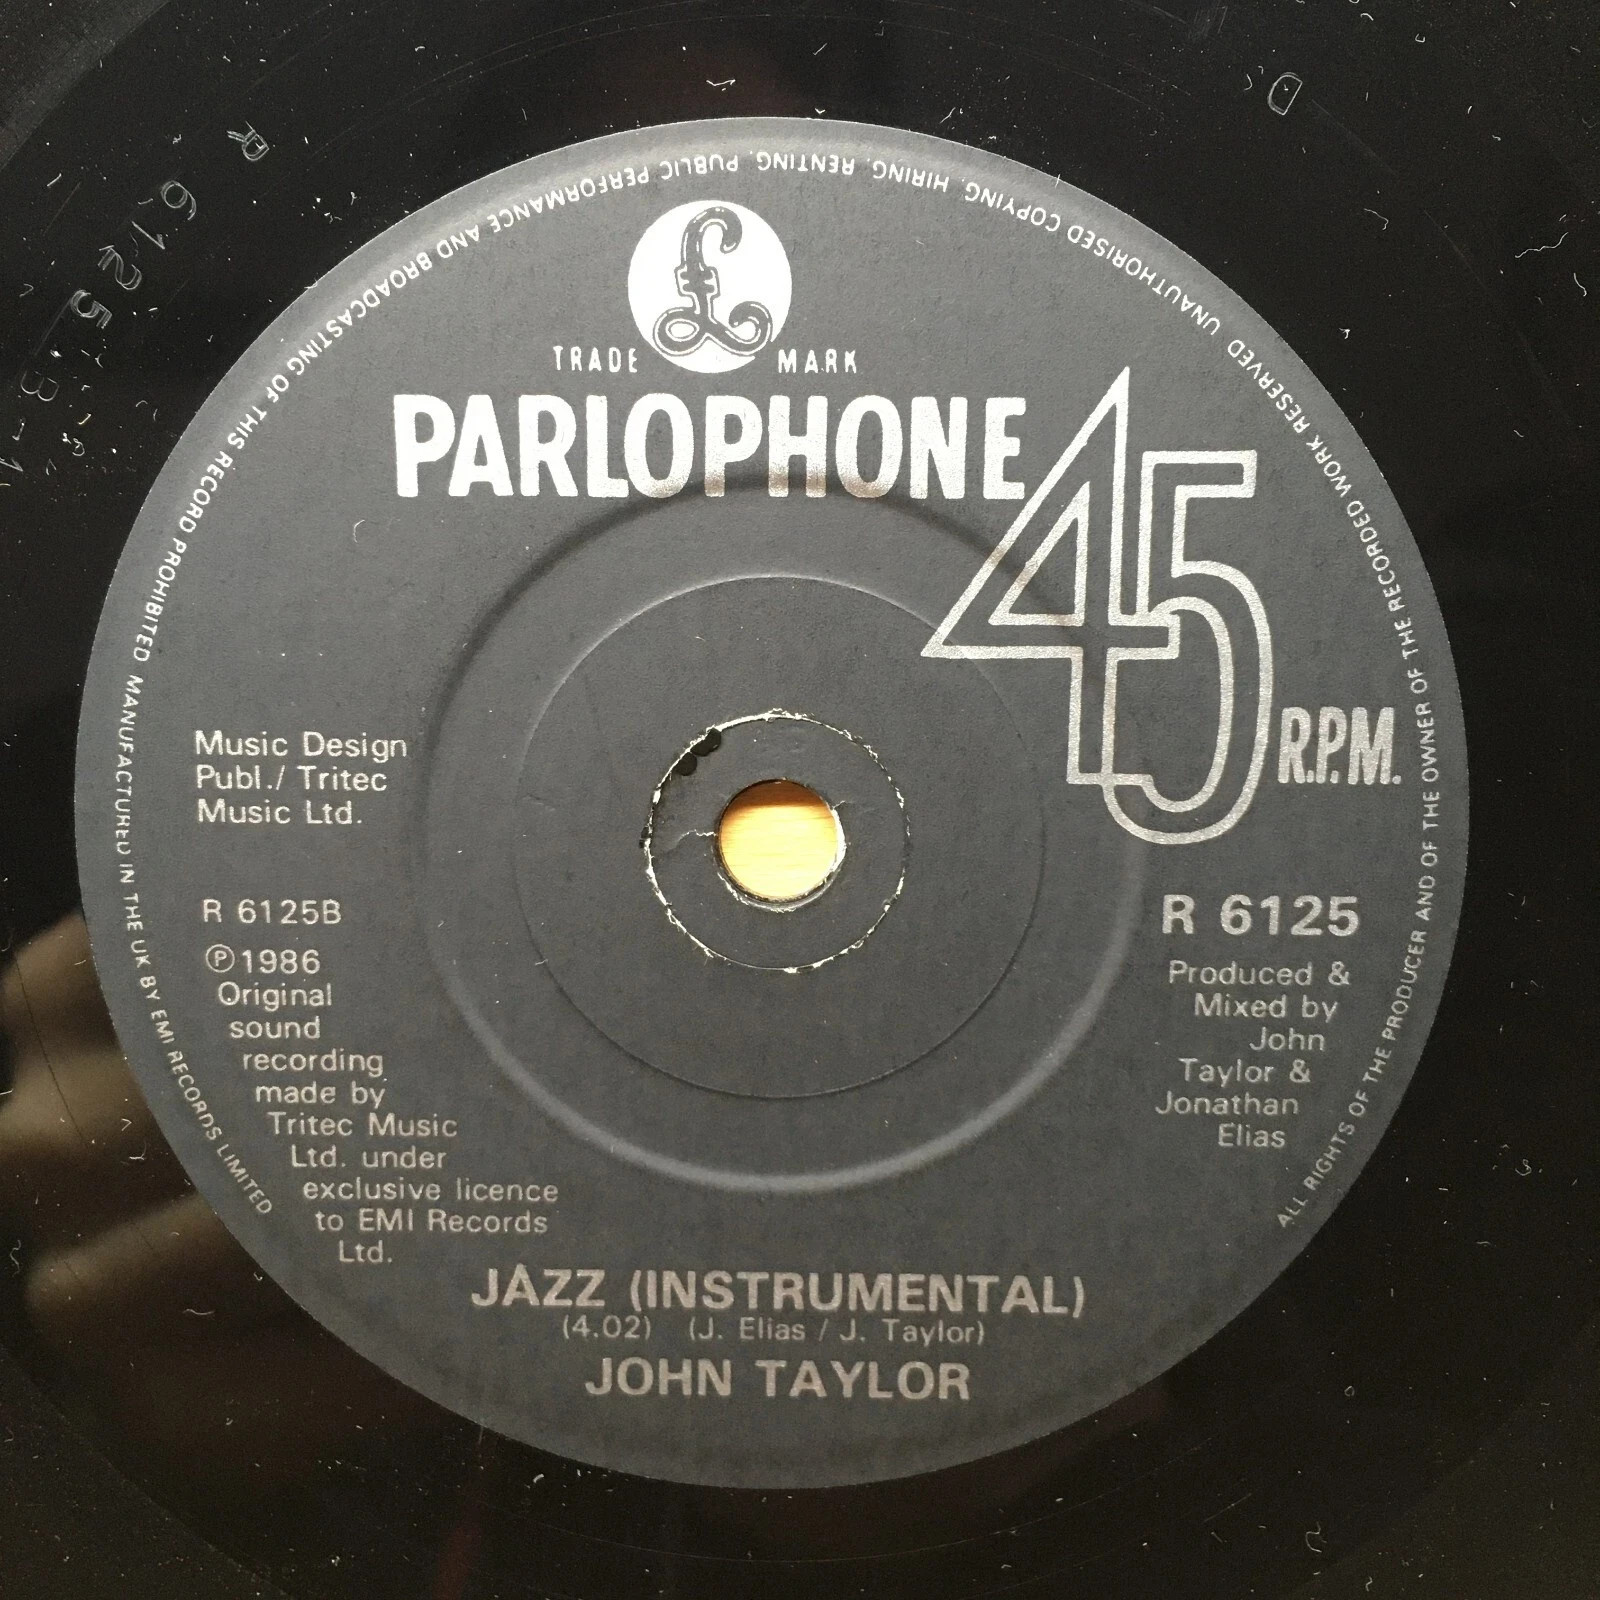 ALL RIGHTS OF THE PRODUCER AND OF THE OWNER OF THE RECORDED WORK RESERVED. UNAUTHORISED COPYING, HIRING, RENTING, PUBLIC PERFORMANCE AND BROADCASTING OF THIS RECORD PROHIBITED MANUFACTURED IN THE UK BY EMI RECORDS LIMITED
£
TRADE MARK
PARLOPHONE
45
R.P.M.
Music Design
Publ./ Tritec
Music Ltd.
R 6125B
Ⓟ1986
Original
sound
recording
made by
Tritec Music
Ltd. under
exclusive licence
to EMI Records
Ltd.
R 6125
Produced &
Mixed by
John
Taylor &
Jonathan
Elias
JAZZ (INSTRUMENTAL)
(4.02) (J. Elias / J. Taylor)
JOHN TAYLOR
R 6125 B-1
D